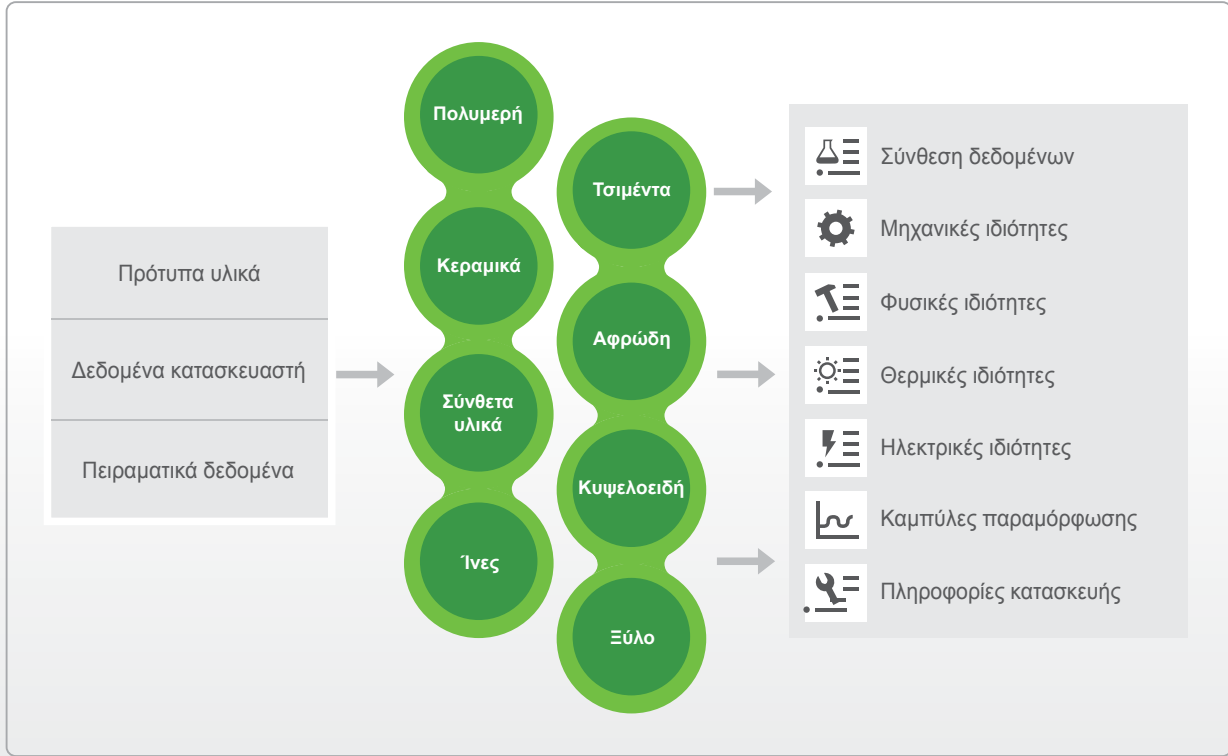 Πρότυπα υλικά
Δεδομένα κατασκευαστή
Πειραματικά δεδομένα
Πολυμερή
Κεραμικά
Σύνθετα
υλικά
Ίνες
Τσιμέντα
Αφρώδη
Κυψελοειδή
Ξύλο
Σύνθεση δεδομένων
Μηχανικές ιδιότητες
Φυσικές ιδιότητες
Θερμικές ιδιότητες
Ηλεκτρικές ιδιότητες
Καμπύλες παραμόρφωσης
Πληροφορίες κατασκευής